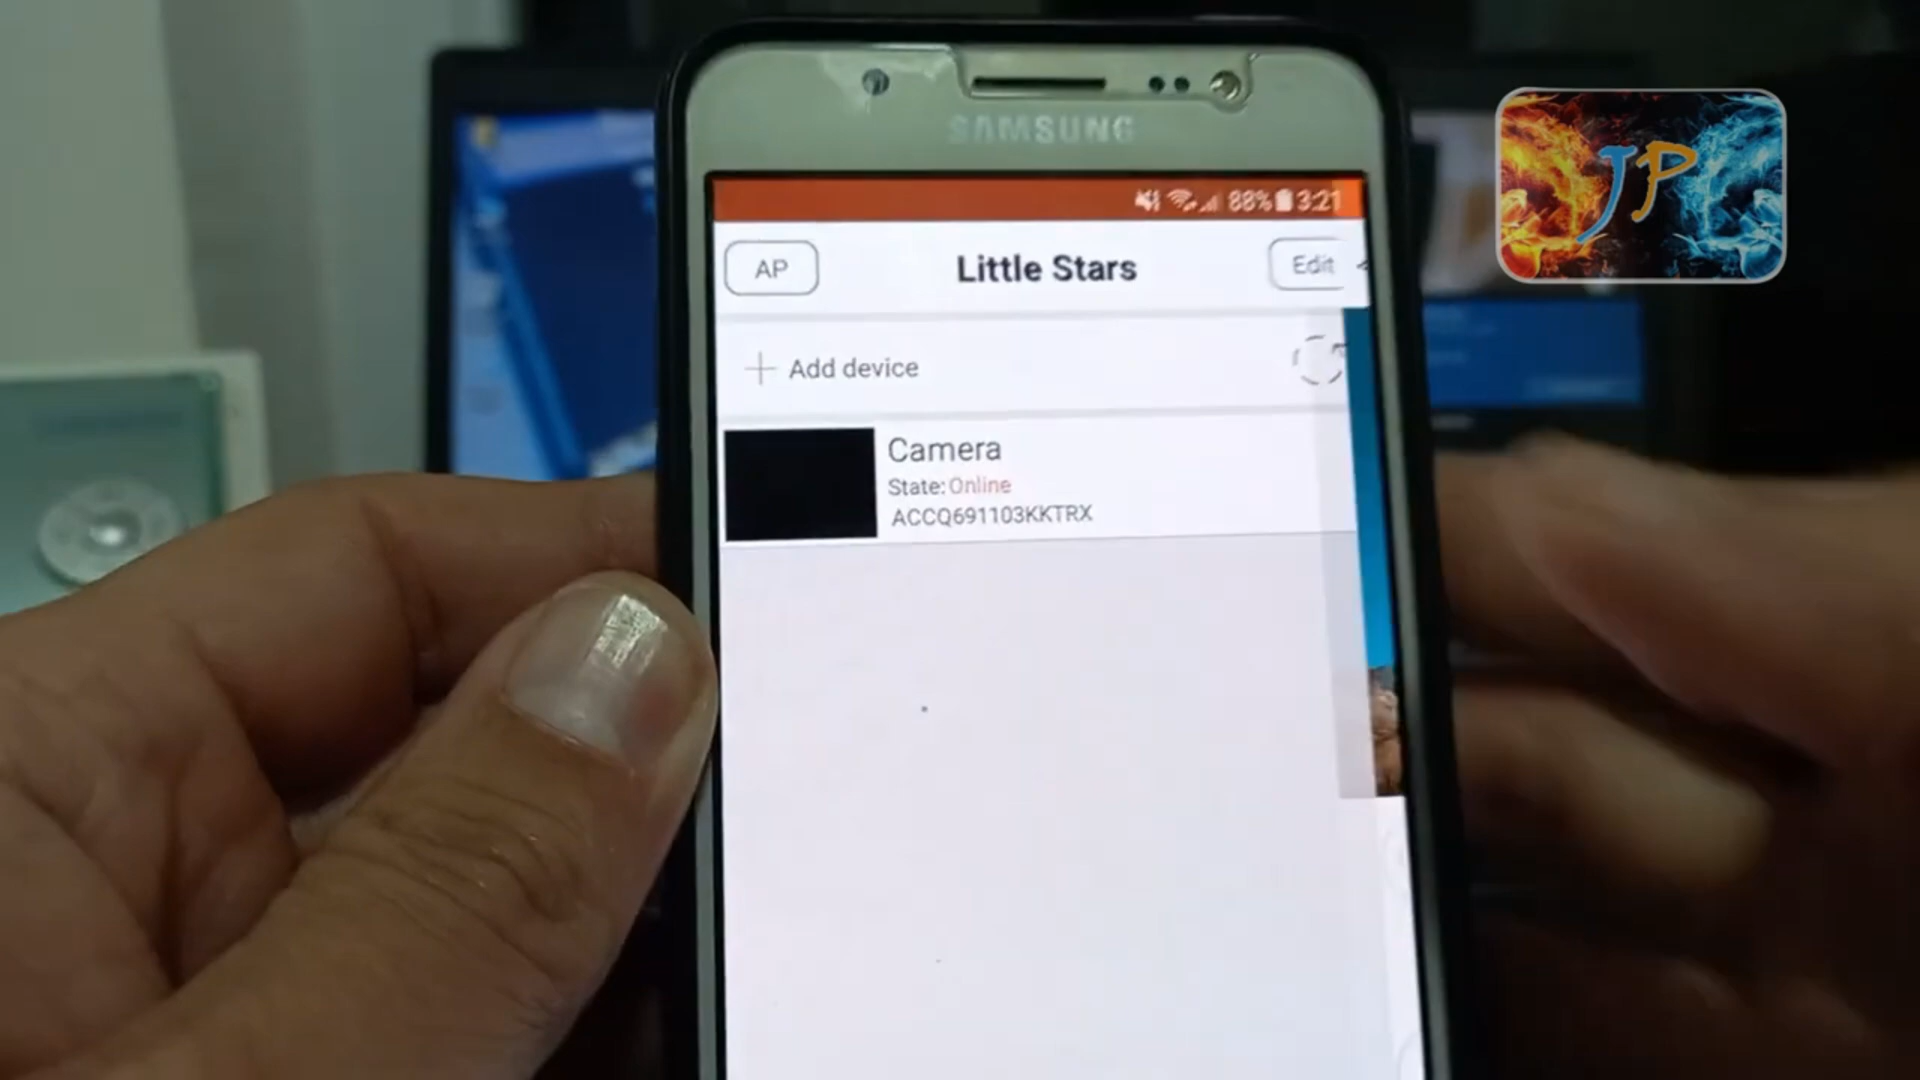 SAMSUNG
88% 3:21
AP
Little Stars
Edit
Add device
Camera
State: Online
ACCQ691103KKTRX
JP